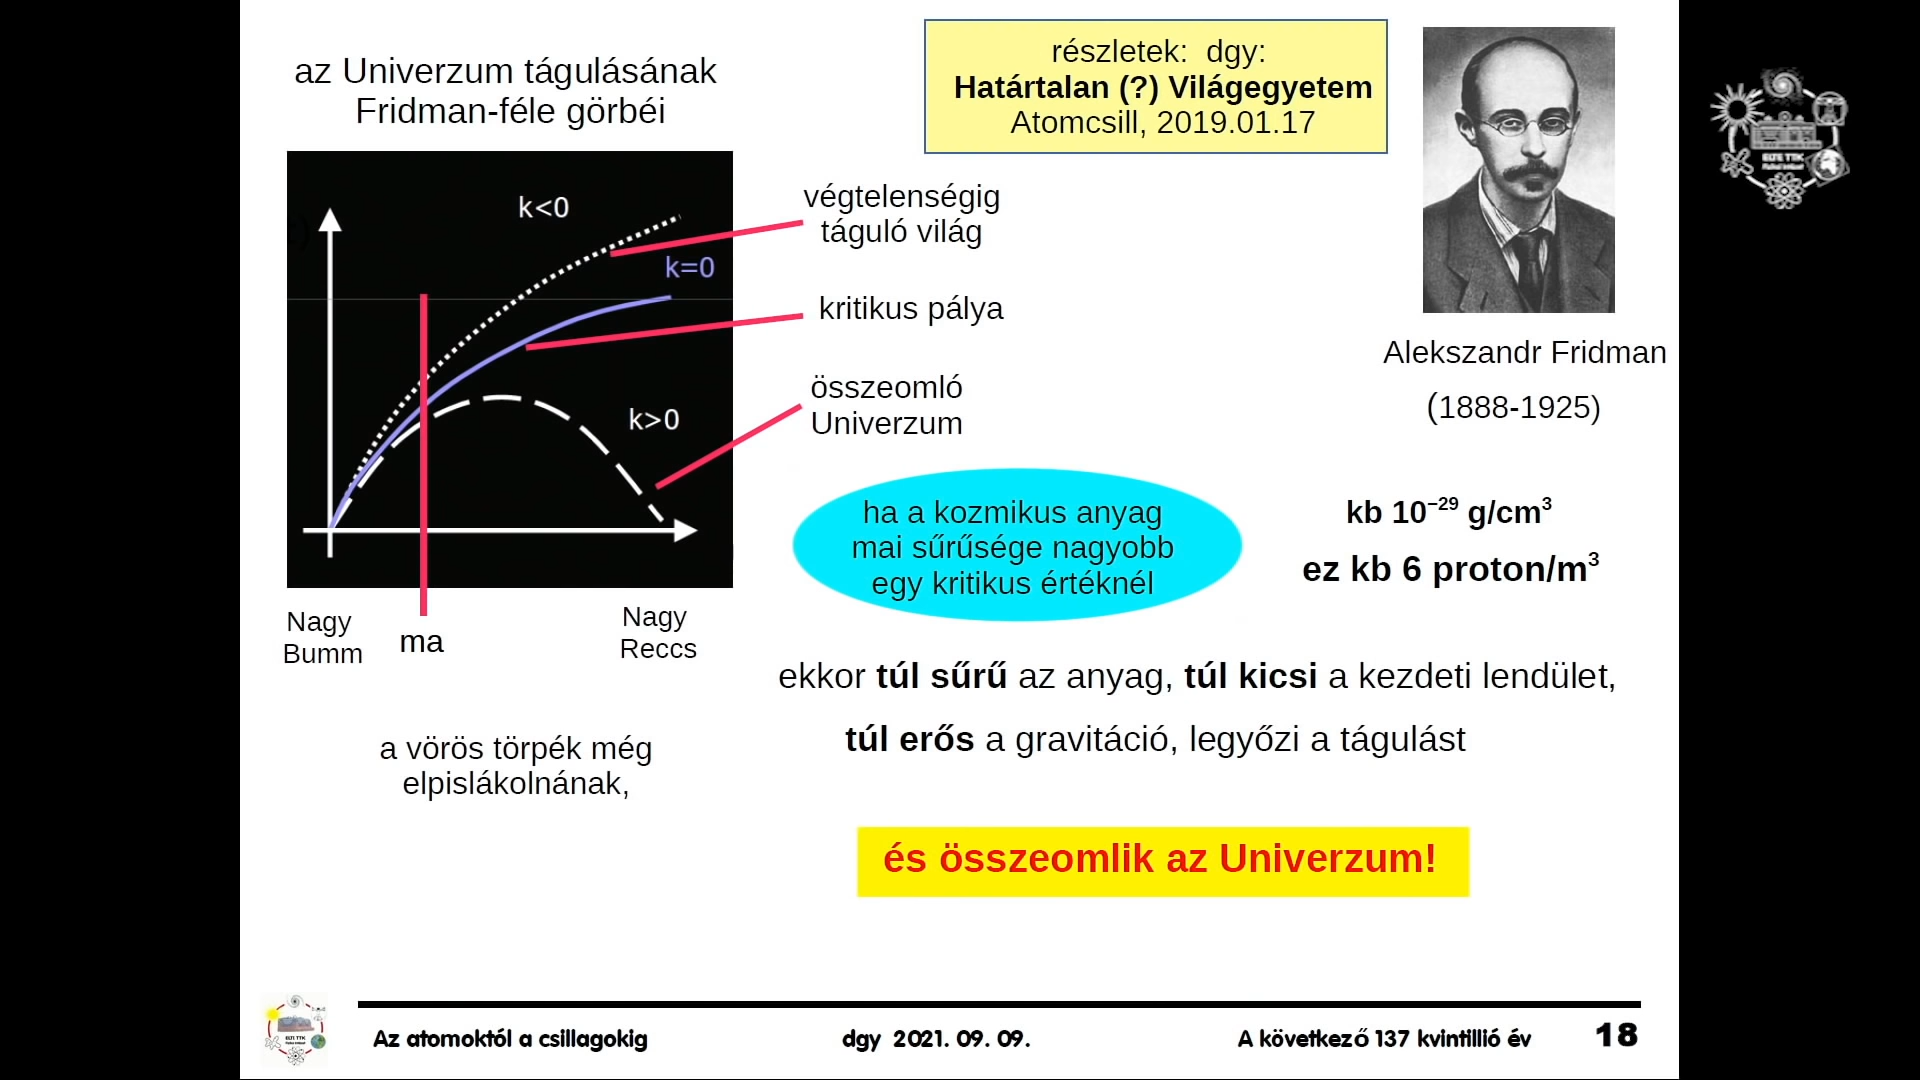 az Univerzum tágulásának
Fridman-féle görbéi
részletek: dgy:
Határtalan (?) Világegyetem
Atomcsill, 2019.01.17
k<0
k=0
k>0
végtelenségig
táguló világ
kritikus pálya
összeomló
Univerzum
Alekszandr Fridman
(1888-1925)
ha a kozmikus anyag
mai sűrűsége nagyobb
egy kritikus értéknél
kb 10⁻²⁹ g/cm³
ez kb 6 proton/m³
Nagy
Bumm
ma
Nagy
Reccs
ekkor túl sűrű az anyag, túl kicsi a kezdeti lendület,
túl erős a gravitáció, legyőzi a tágulást
a vörös törpék még
elpislákolnának,
és összeomlik az Univerzum!
Az atomoktól a csillagokig
dgy 2021. 09. 09.
A következő 137 kvintillió év
18
ELTE TTK
ELTE TTK